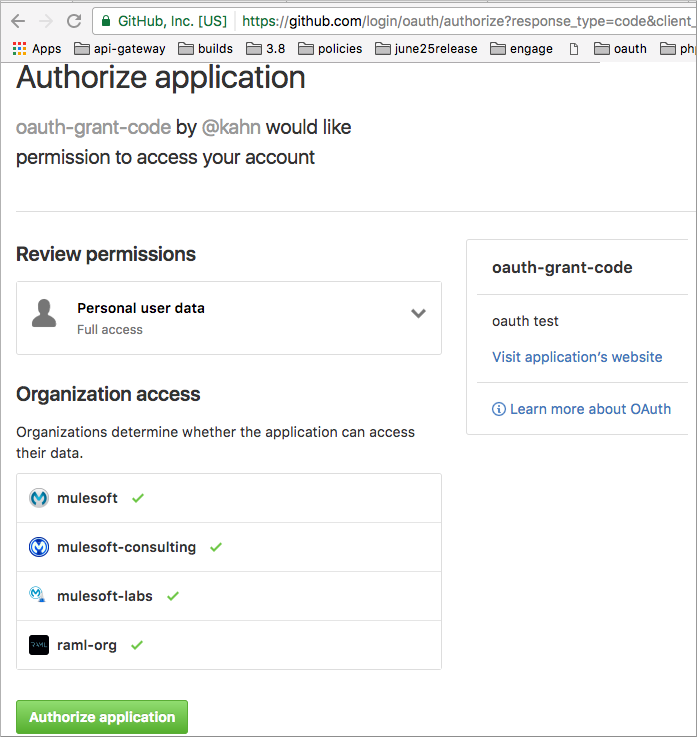 GitHub, Inc. [US]
https://github.com/login/oauth/authorize?response_type=code&client_
Apps
api-gateway
builds
3.8
policies
june25release
engage
oauth
php
Authorize application
oauth-grant-code by @kahn would like
permission to access your account
Review permissions
Personal user data
Full access
oauth-grant-code
oauth test
Visit application's website
Learn more about OAuth
Organization access
Organizations determine whether the application can access
their data.
mulesoft
mulesoft-consulting
mulesoft-labs
RAML
raml-org
Authorize application